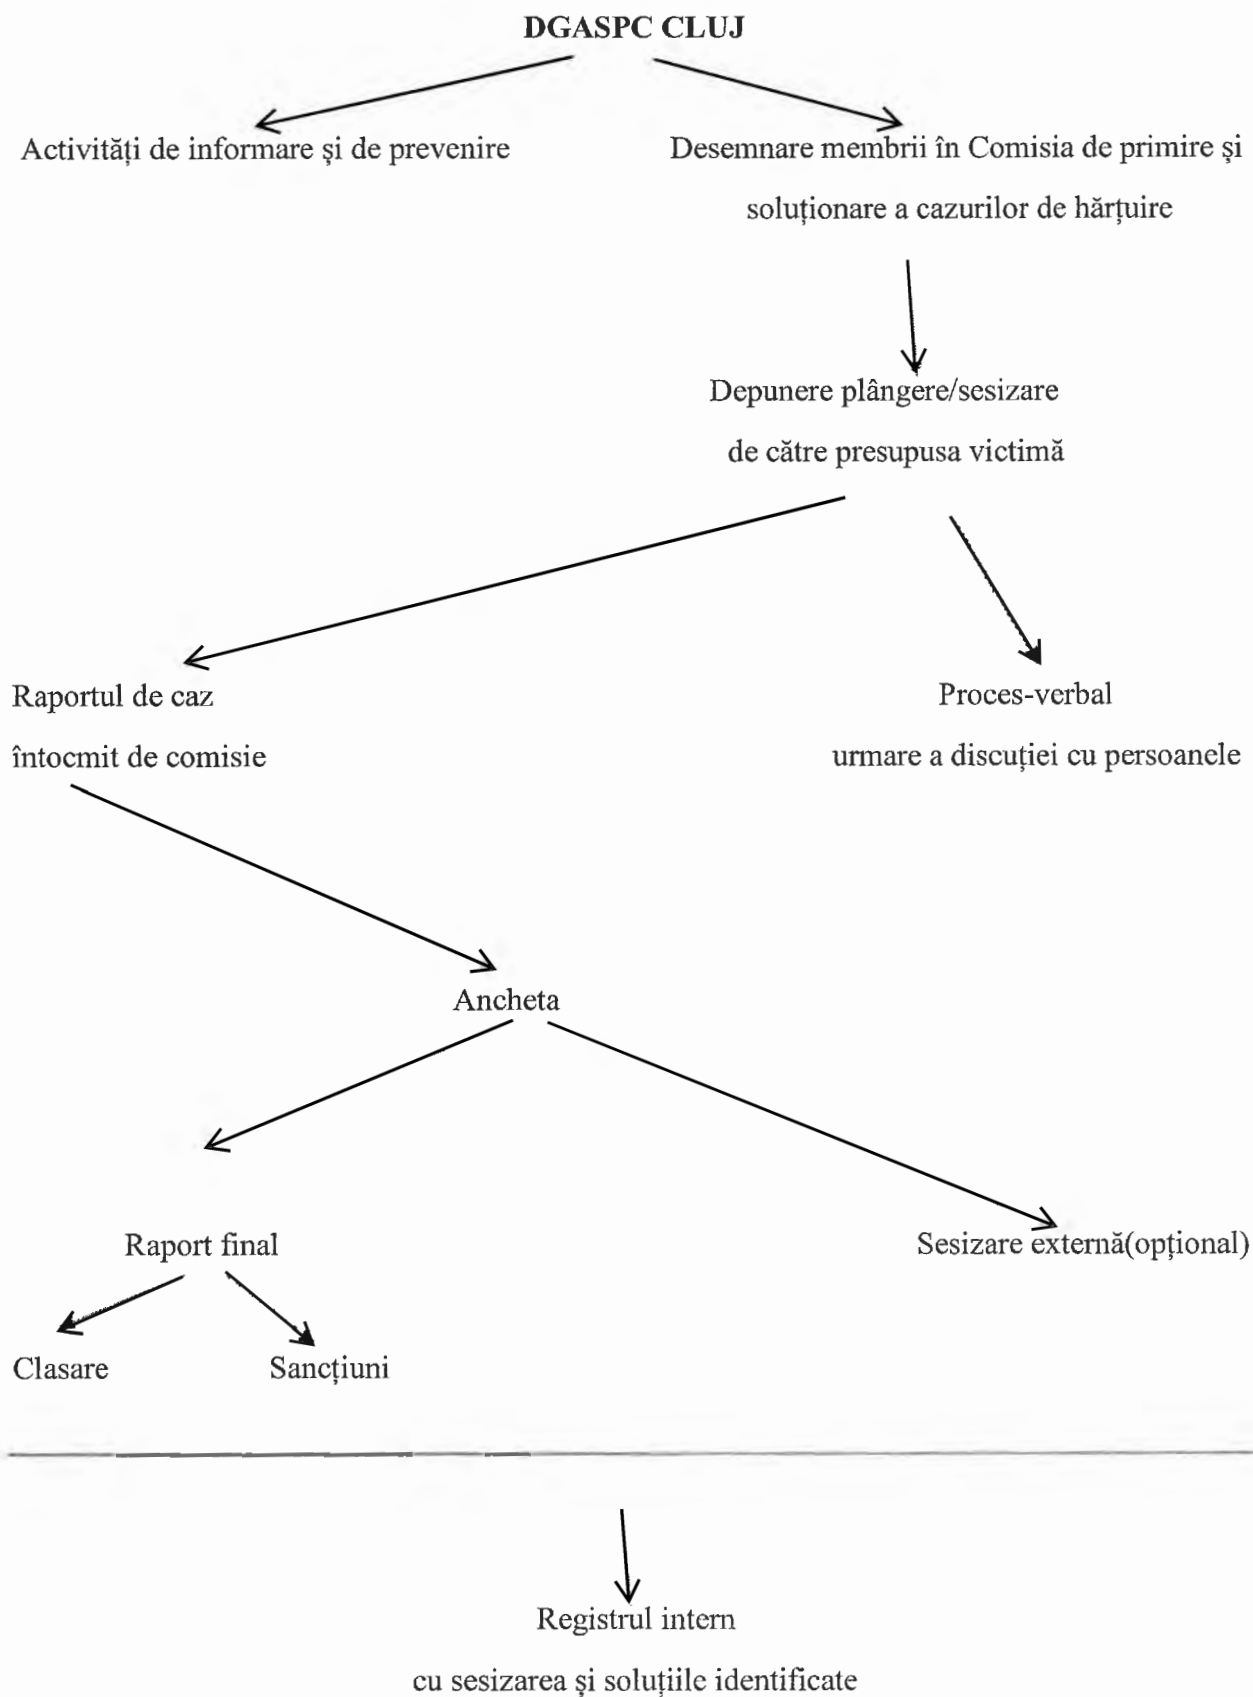 DGASPC CLUJ
Activități de informare și de prevenire
Desemnare membrii în Comisia de primire și
soluționare a cazurilor de hărțuire
Depunere plângere/sesizare
de către presupusa victimă
Raportul de caz
întocmit de comisie
Proces-verbal
urmare a discuției cu persoanele
Ancheta
Raport final
Sesizare externă(opțional)
Clasare
Sancțiuni
Registrul intern
cu sesizarea și soluțiile identificate